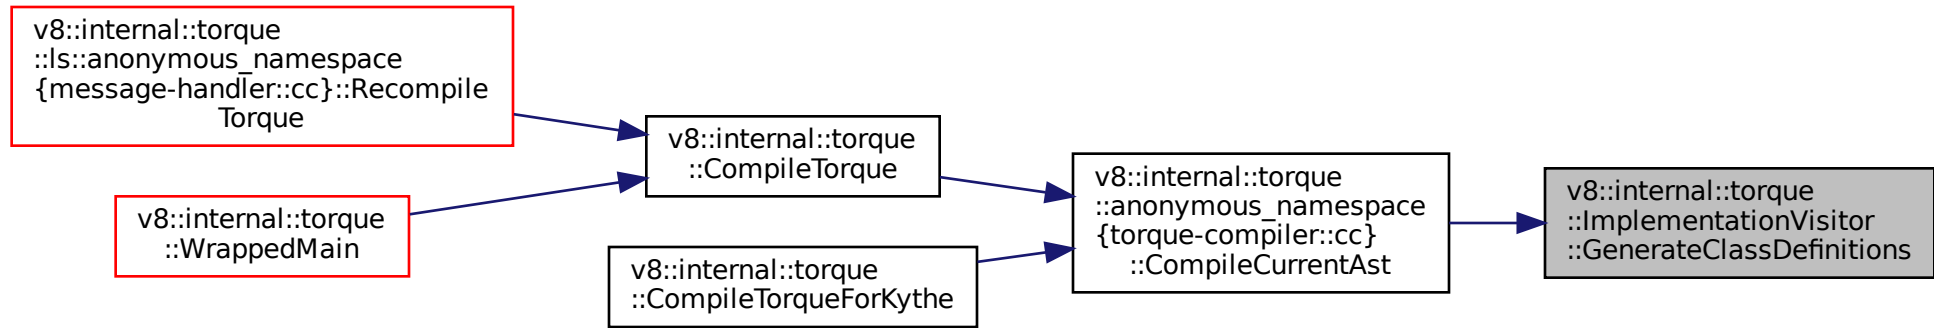 v8::internal::torque
::ls::anonymous_namespace
{message-handler::cc}::Recompile
Torque
v8::internal::torque
::WrappedMain
v8::internal::torque
::CompileTorque
v8::internal::torque
::CompileTorqueForKythe
v8::internal::torque
::anonymous_namespace
{torque-compiler::cc}
::CompileCurrentAst
v8::internal::torque
::ImplementationVisitor
::GenerateClassDefinitions